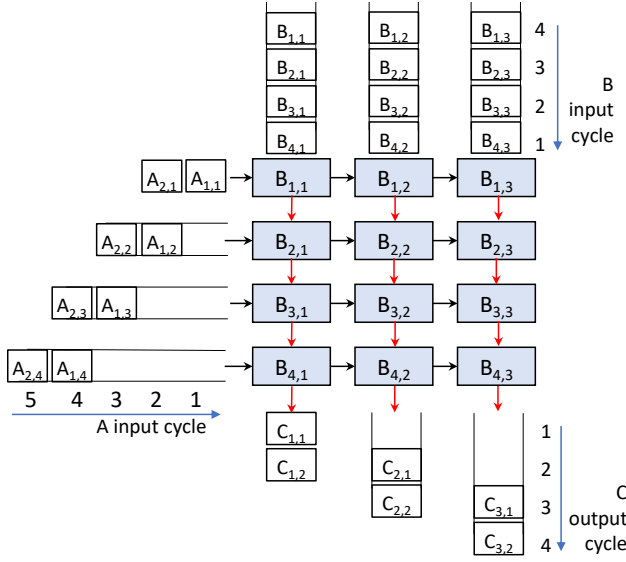 B1,1 B1,2 B1,3 4
B2,1 B2,2 B2,3 3
B3,1 B3,2 B3,3 2
B4,1 B4,2 B4,3 1
B
input
cycle
A2,1 A1,1 B1,1 B1,2 B1,3
A2,2 A1,2 B2,1 B2,2 B2,3
A2,3 A1,3 B3,1 B3,2 B3,3
A2,4 A1,4 B4,1 B4,2 B4,3
5 4 3 2 1
A input cycle
C1,1 1
C1,2 C2,1 2
C2,2 C3,1 3
C3,2 4
C
output
cycle